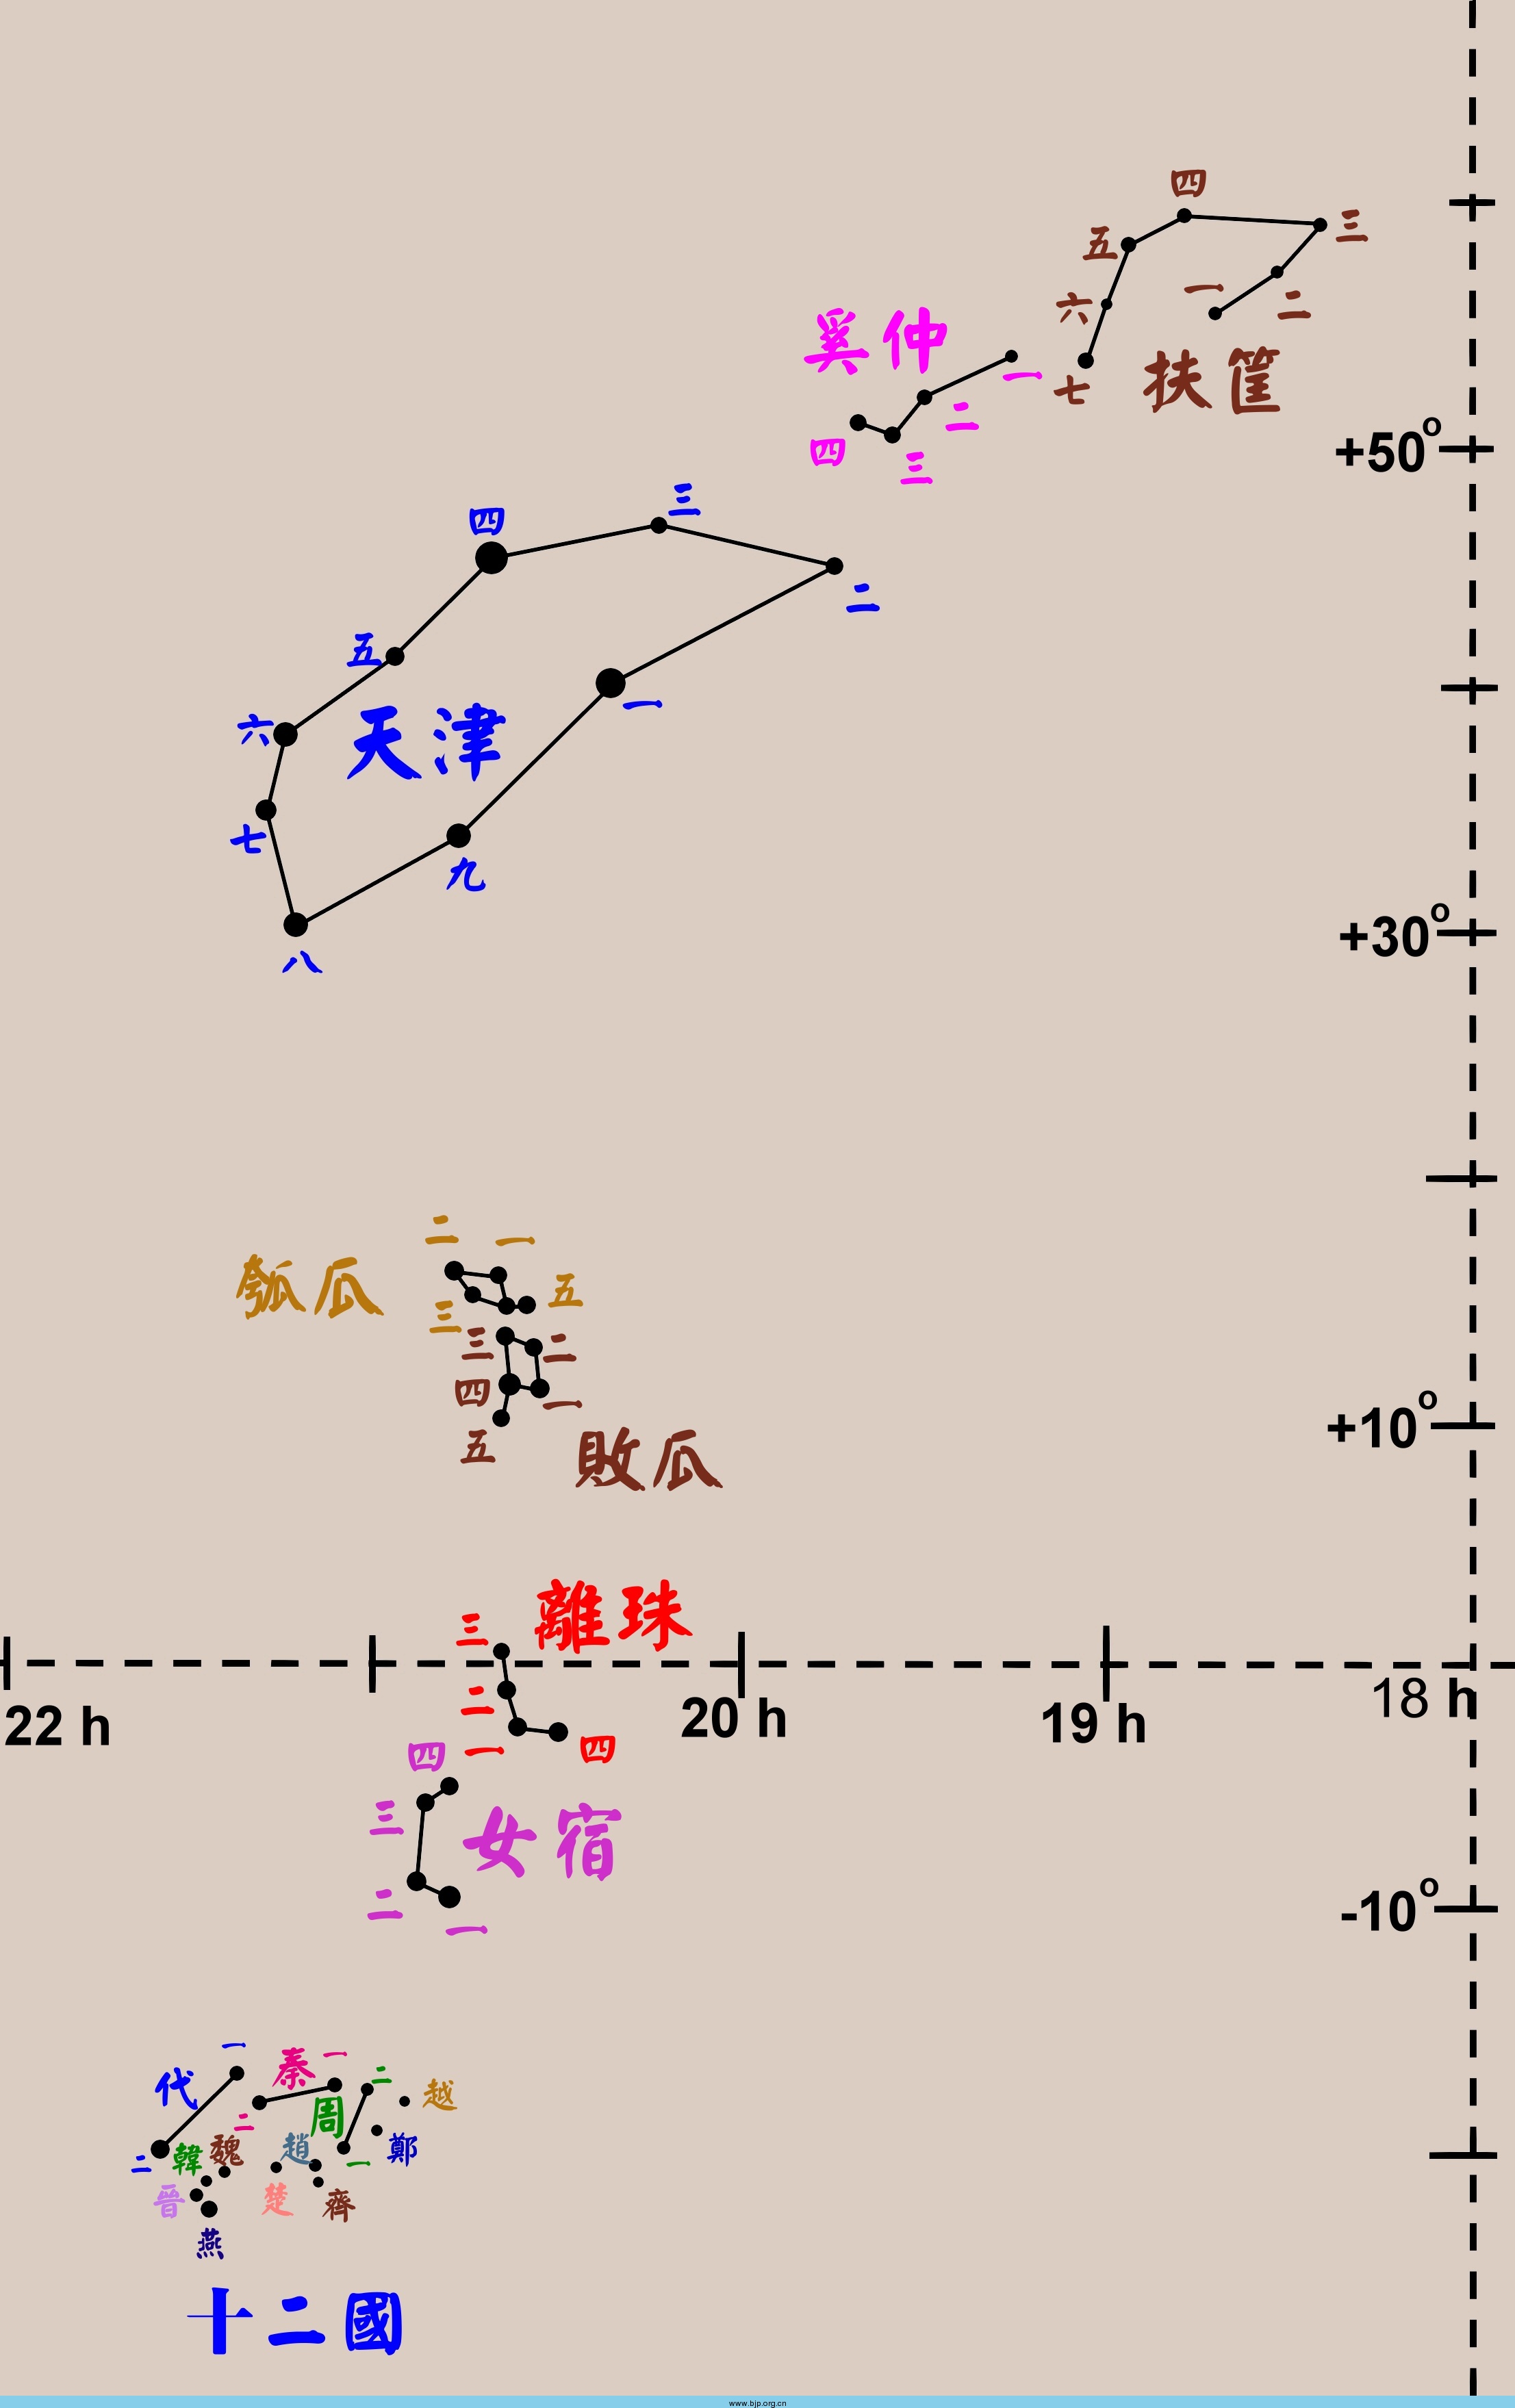 四
三
五
一
二
六
七
扶筐
奚仲
一
二
三
四
+50°
三
四
二
五
一
六
天津
七
九
八
+30°
二 一
瓠瓜
五
三
三
二
四
一
五
敗瓜
+10°
離珠
三
二
一
四
22 h
20 h
19 h
18 h
四
三
女宿
二
一
-10°
一
代
二
秦
一
二
周
二
一
越
鄭
趙
韓
魏
晉
楚
齊
燕
十二國
www.bjp.org.cn